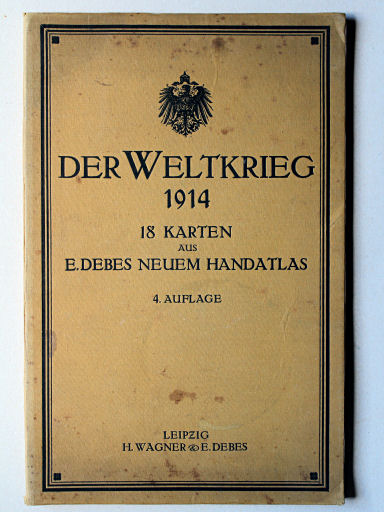 DER WELTKRIEG
1914
18 KARTEN
AUS
E. DEBES NEUEM HANDATLAS
4. AUFLAGE
LEIPZIG
H. WAGNER & E. DEBES